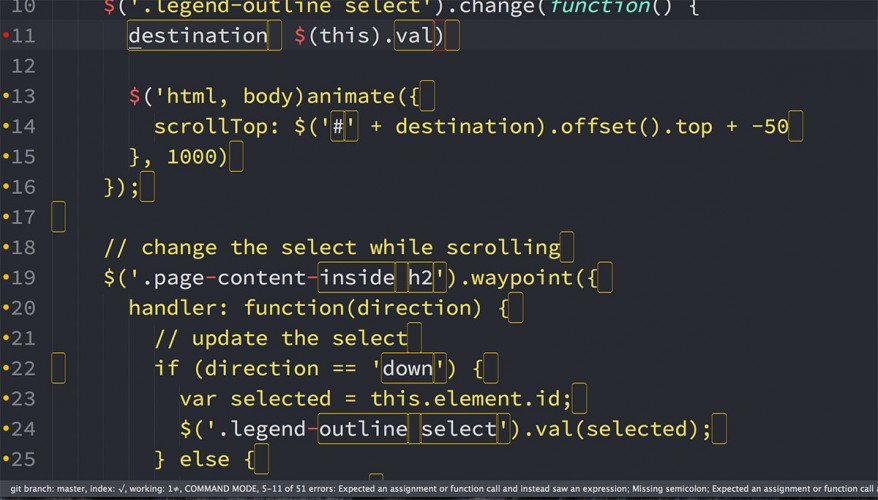 10 $('.legend-outline select').change(function() {
11 destination $(this).val)
12
13 $('html, body)animate({
14 scrollTop: $('#' + destination).offset().top + -50
15 }, 1000)
16 });
17
18 // change the select while scrolling
19 $('.page-content-inside h2').waypoint({
20 handler: function(direction) {
21 // update the select
22 if (direction == 'down') {
23 var selected = this.element.id;
24 $('.legend-outline select').val(selected);
25 } else {
git branch: master, index: √, working: 1≠, COMMAND MODE, 5-11 of 51 errors: Expected an assignment or function call and instead saw an expression; Missing semicolon; Expected an assignment or function call a